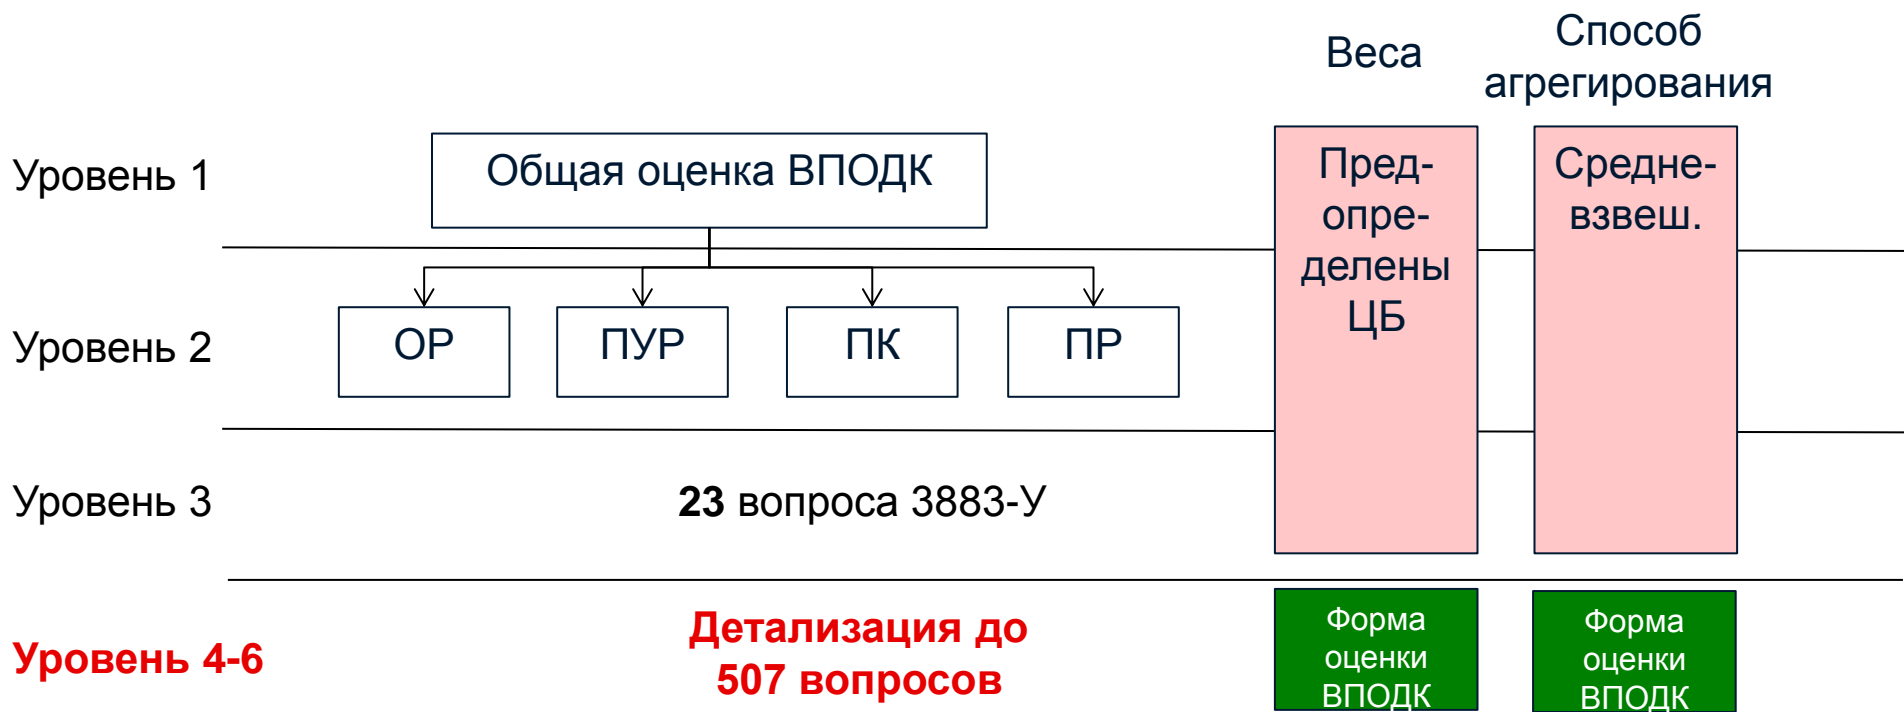 Веса
Способ
агрегирования
Уровень 1
Общая оценка ВПОДК
Пред-
опре-
делены
ЦБ
Средне-
взвеш.
Уровень 2
ОР
ПУР
ПК
ПР
Уровень 3
23 вопроса 3883-У
Уровень 4-6
Детализация до
507 вопросов
Форма
оценки
ВПОДК
Форма
оценки
ВПОДК